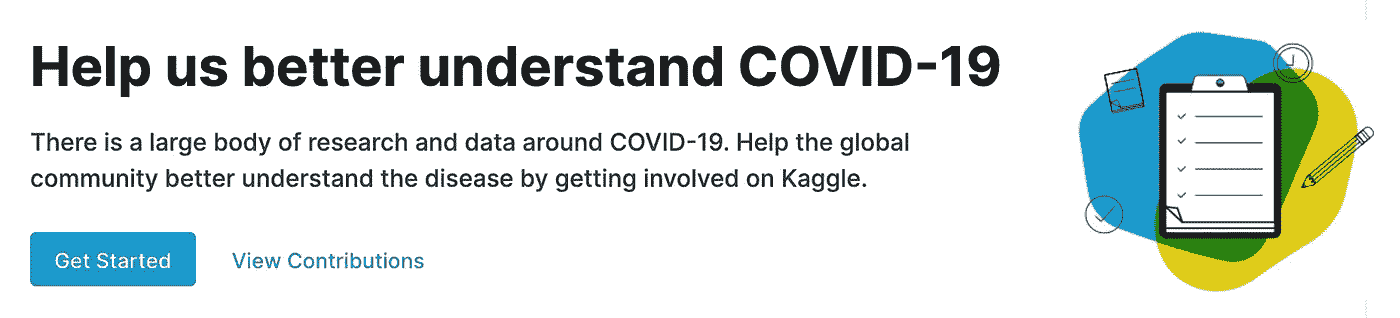 Help us better understand COVID-19
There is a large body of research and data around COVID-19. Help the global
community better understand the disease by getting involved on Kaggle.
Get Started
View Contributions